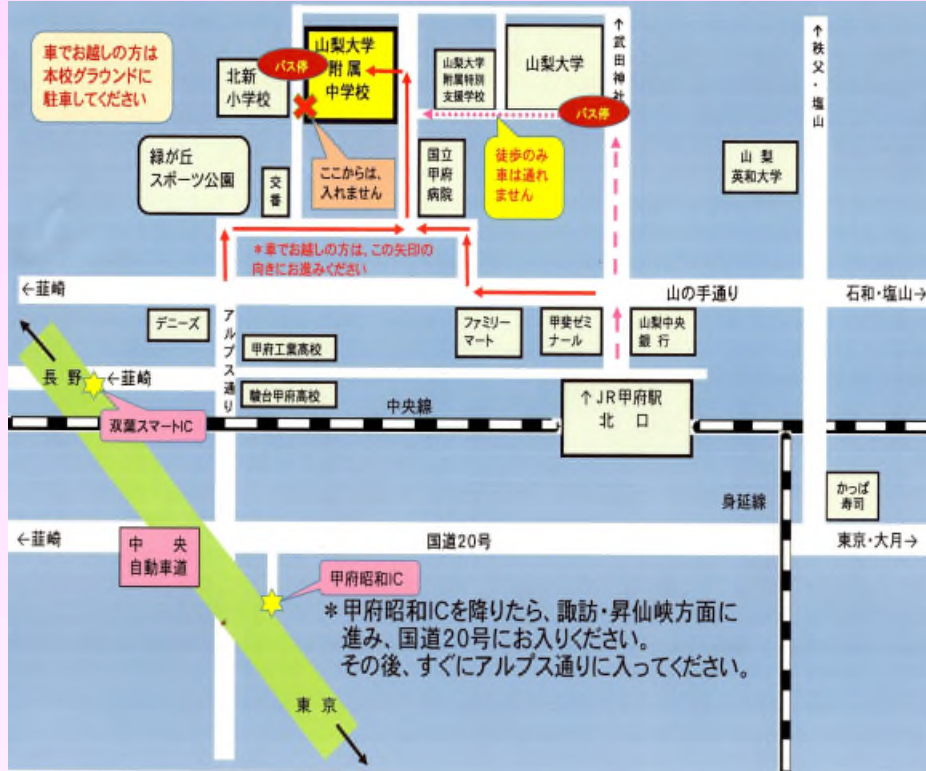 車でお越しの方は
本校グラウンドに
駐車してください
北新
小学校
バス停
山梨大学
附属
中学校
山梨大学
附属特別
支援学校
山梨大学
↑武田神社
バス停
↑秩父・塩山
緑が丘
スポーツ公園
交番
ここからは、
入れません
国立
甲府
病院
徒歩のみ
車は通れ
ません
山梨
英和大学
＊車でお越しの方は、この矢印の
向きにお進みください
←韮崎
山の手通り
石和・塩山→
デニーズ
アルプス通り
甲府工業高校
ファミリー
マート
甲斐ゼミ
ナール
山梨中央
銀行
長野
←韮崎
駿台甲府高校
双葉スマートIC
中央線
↑JR甲府駅
北口
身延線
かっぱ
寿司
←韮崎
中央
自動車道
国道20号
東京・大月→
甲府昭和IC
＊甲府昭和ICを降りたら、諏訪・昇仙峡方面に
進み、国道20号にお入りください。
その後、すぐにアルプス通りに入ってください。
東京